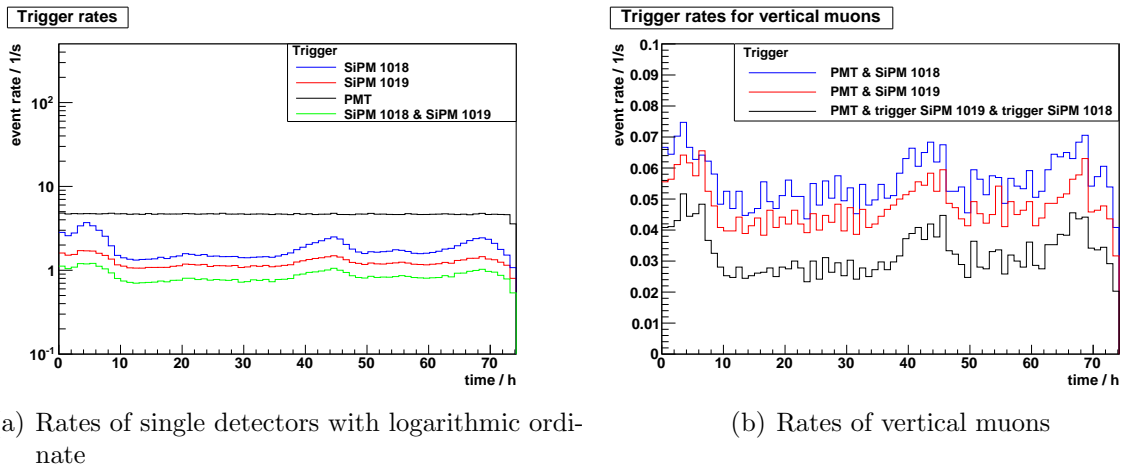 Trigger rates
event rate / 1/s
Trigger
SiPM 1018
SiPM 1019
PMT
SiPM 1018 & SiPM 1019
10²
10
1
10⁻¹
0 10 20 30 40 50 60 70
time / h
a) Rates of single detectors with logarithmic ordi-
nate
Trigger rates for vertical muons
event rate / 1/s
Trigger
PMT & SiPM 1018
PMT & SiPM 1019
PMT & trigger SiPM 1019 & trigger SiPM 1018
0.1
0.09
0.08
0.07
0.06
0.05
0.04
0.03
0.02
0.01
0
0 10 20 30 40 50 60 70
time / h
(b) Rates of vertical muons